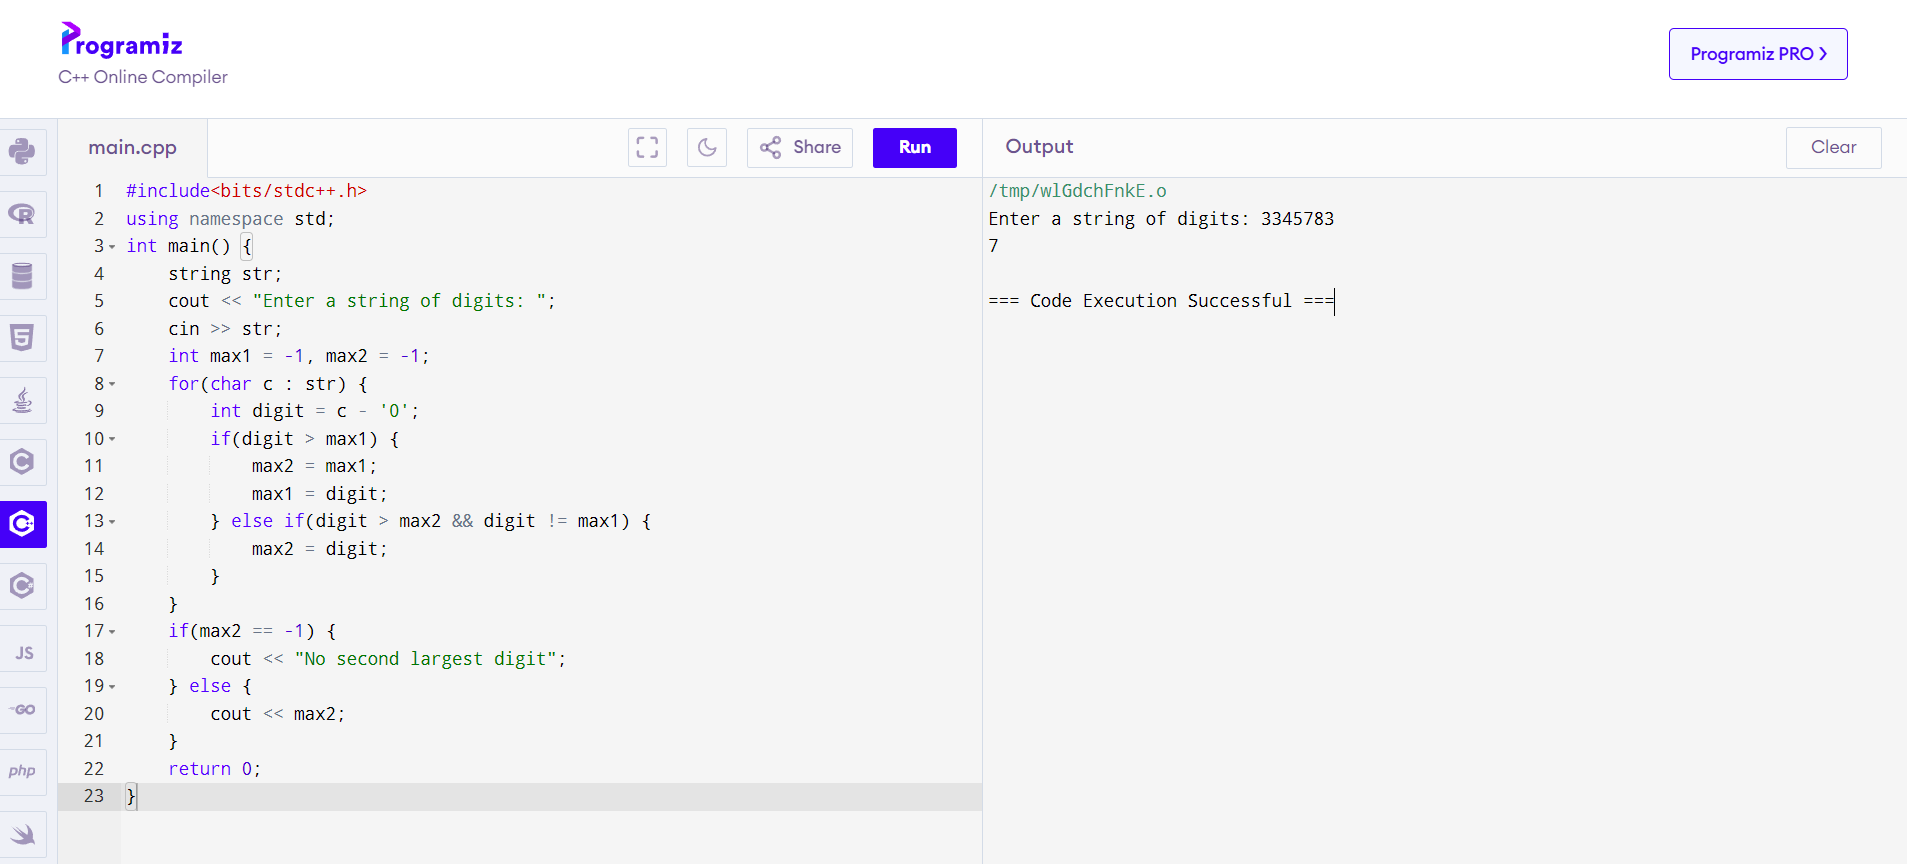 Programiz
C++ Online Compiler
Programiz PRO
main.cpp
Share
Run
Output
Clear
1 #include<bits/stdc++.h>
2 using namespace std;
3 int main() {
4     string str;
5     cout << "Enter a string of digits: ";
6     cin >> str;
7     int max1 = -1, max2 = -1;
8     for(char c : str) {
9         int digit = c - '0';
10         if(digit > max1) {
11             max2 = max1;
12             max1 = digit;
13         } else if(digit > max2 && digit != max1) {
14             max2 = digit;
15         }
16     }
17     if(max2 == -1) {
18         cout << "No second largest digit";
19     } else {
20         cout << max2;
21     }
22     return 0;
23 }
/tmp/wlGdchFnkE.o
Enter a string of digits: 3345783
7
=== Code Execution Successful ===
R
5
C
C++
C#
JS
GO
php